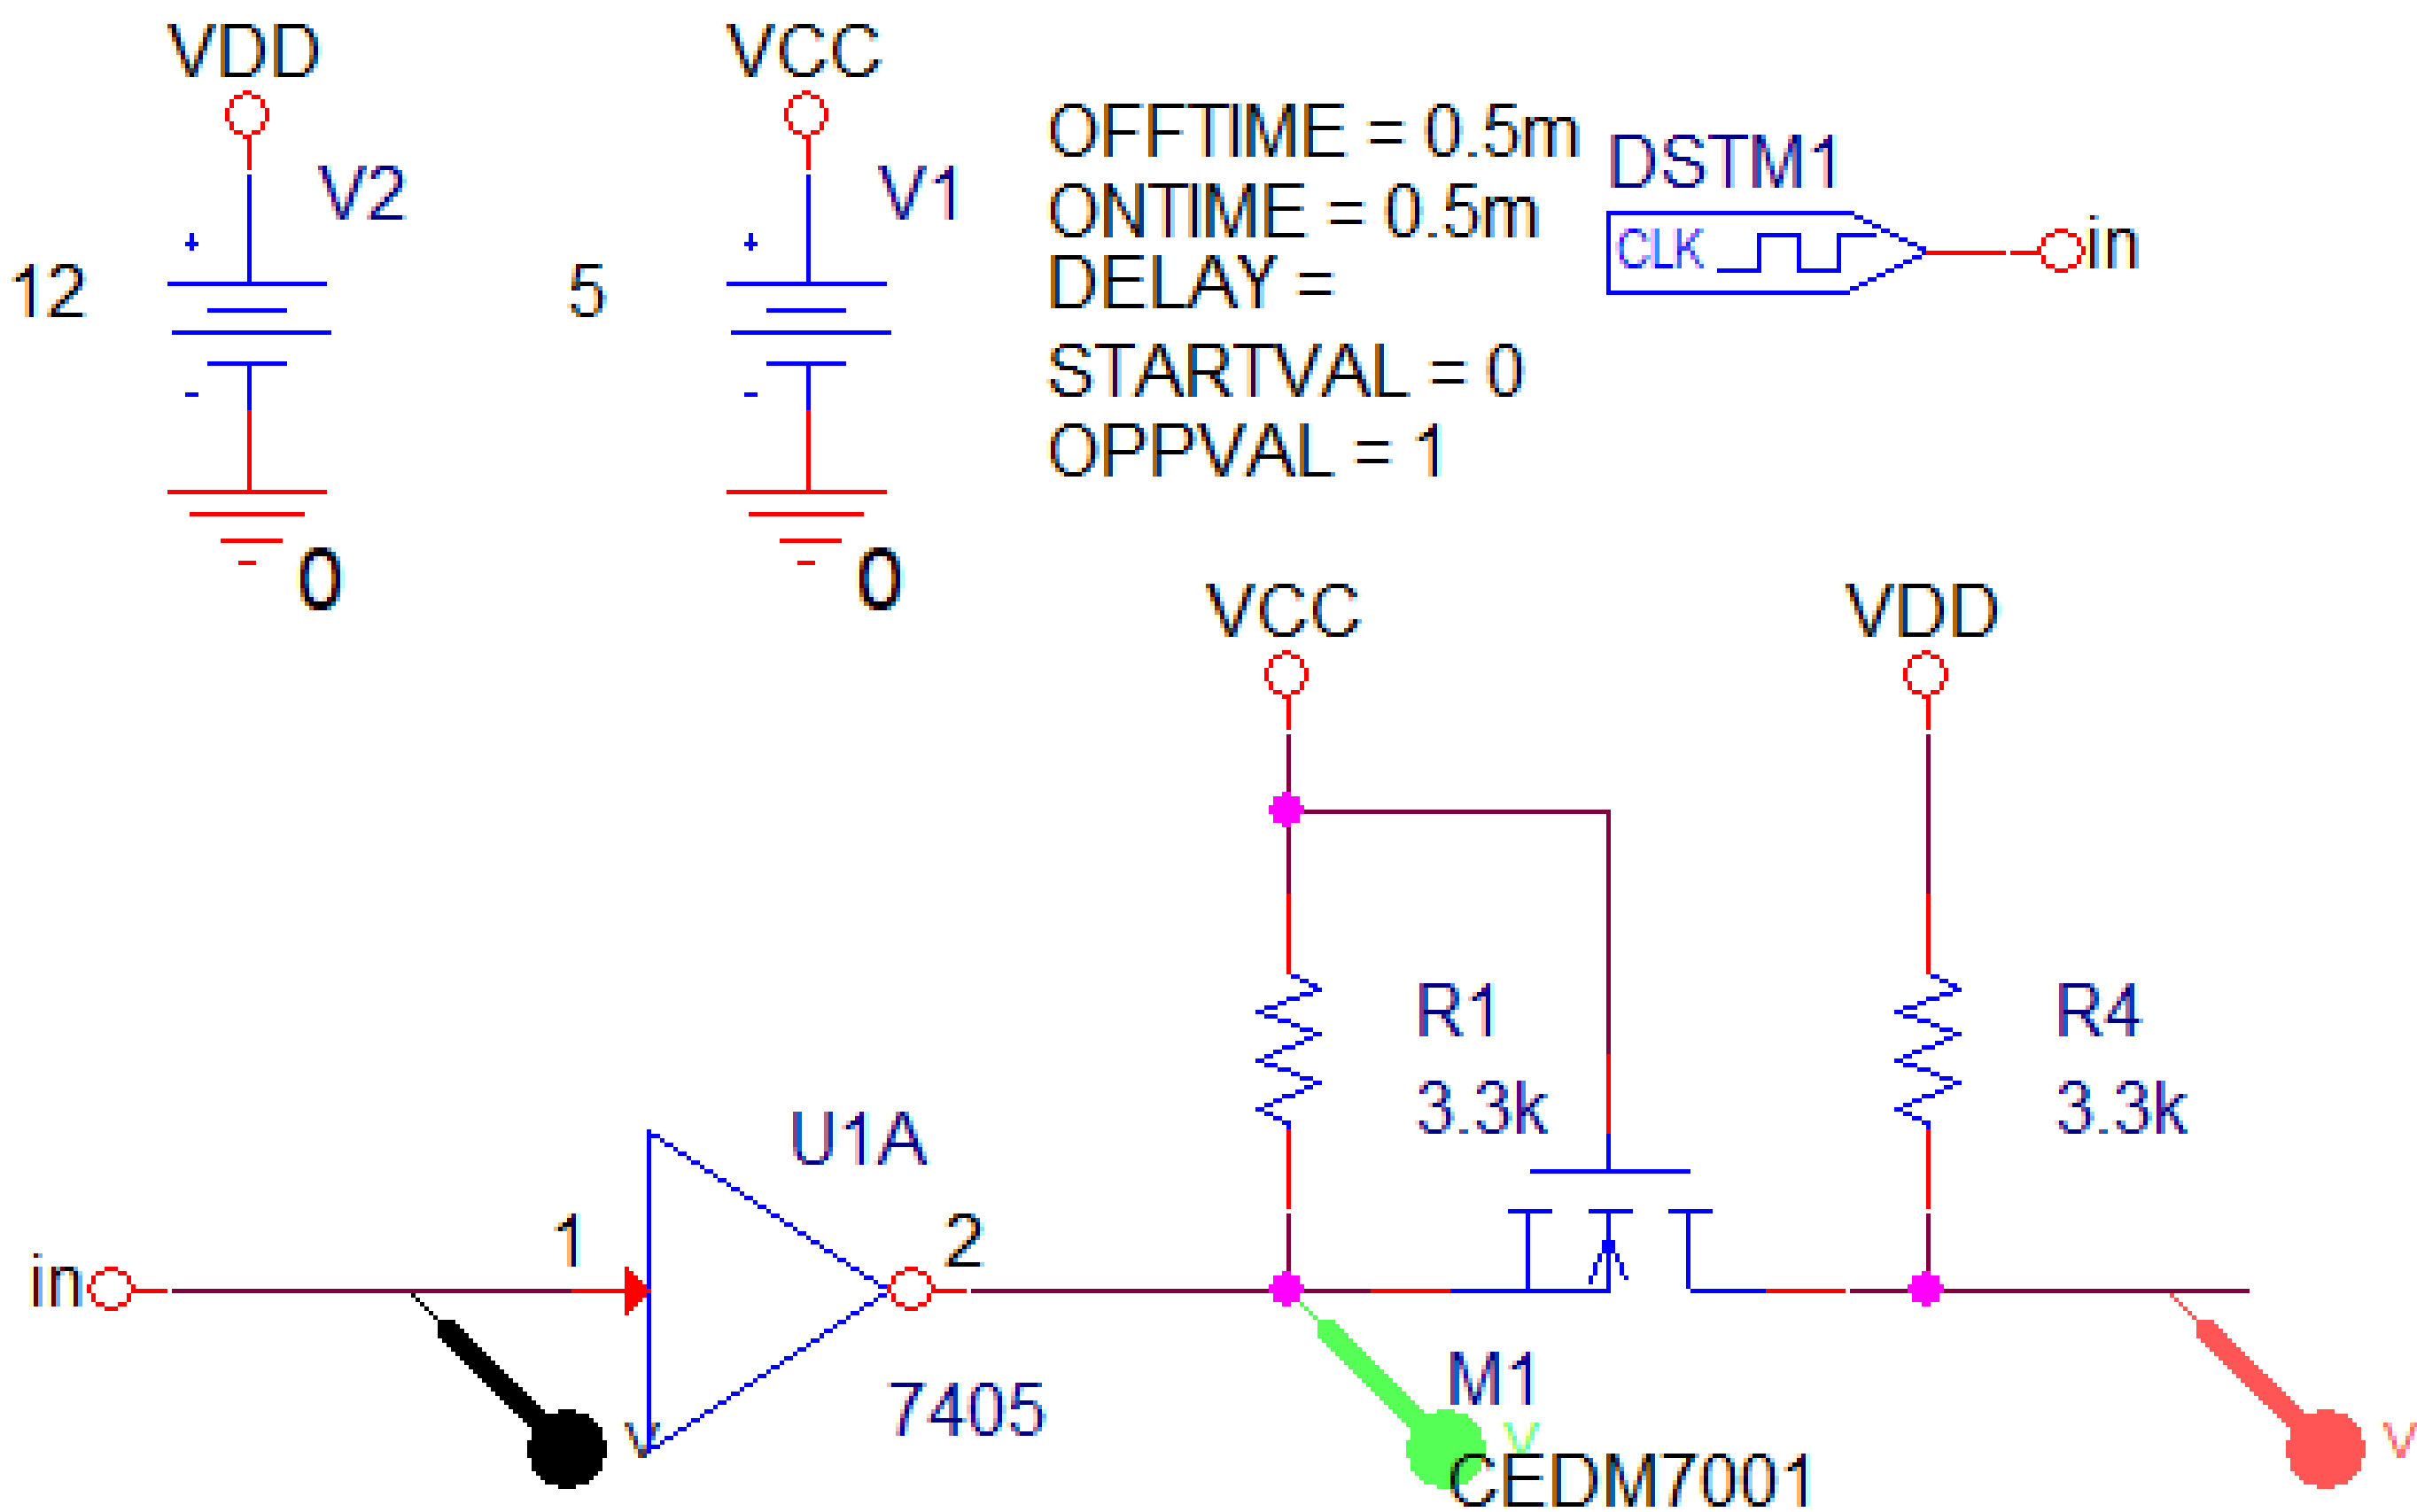 VDD
V2
+
12
-
0
VCC
V1
+
5
-
0
OFFTIME = 0.5m
ONTIME = 0.5m
DELAY =
STARTVAL = 0
OPPVAL = 1
DSTM1
CLK
in
VCC
VDD
R1
3.3k
R4
3.3k
in
1
U1A
2
7405
V
M1
V
CEDM7001
V